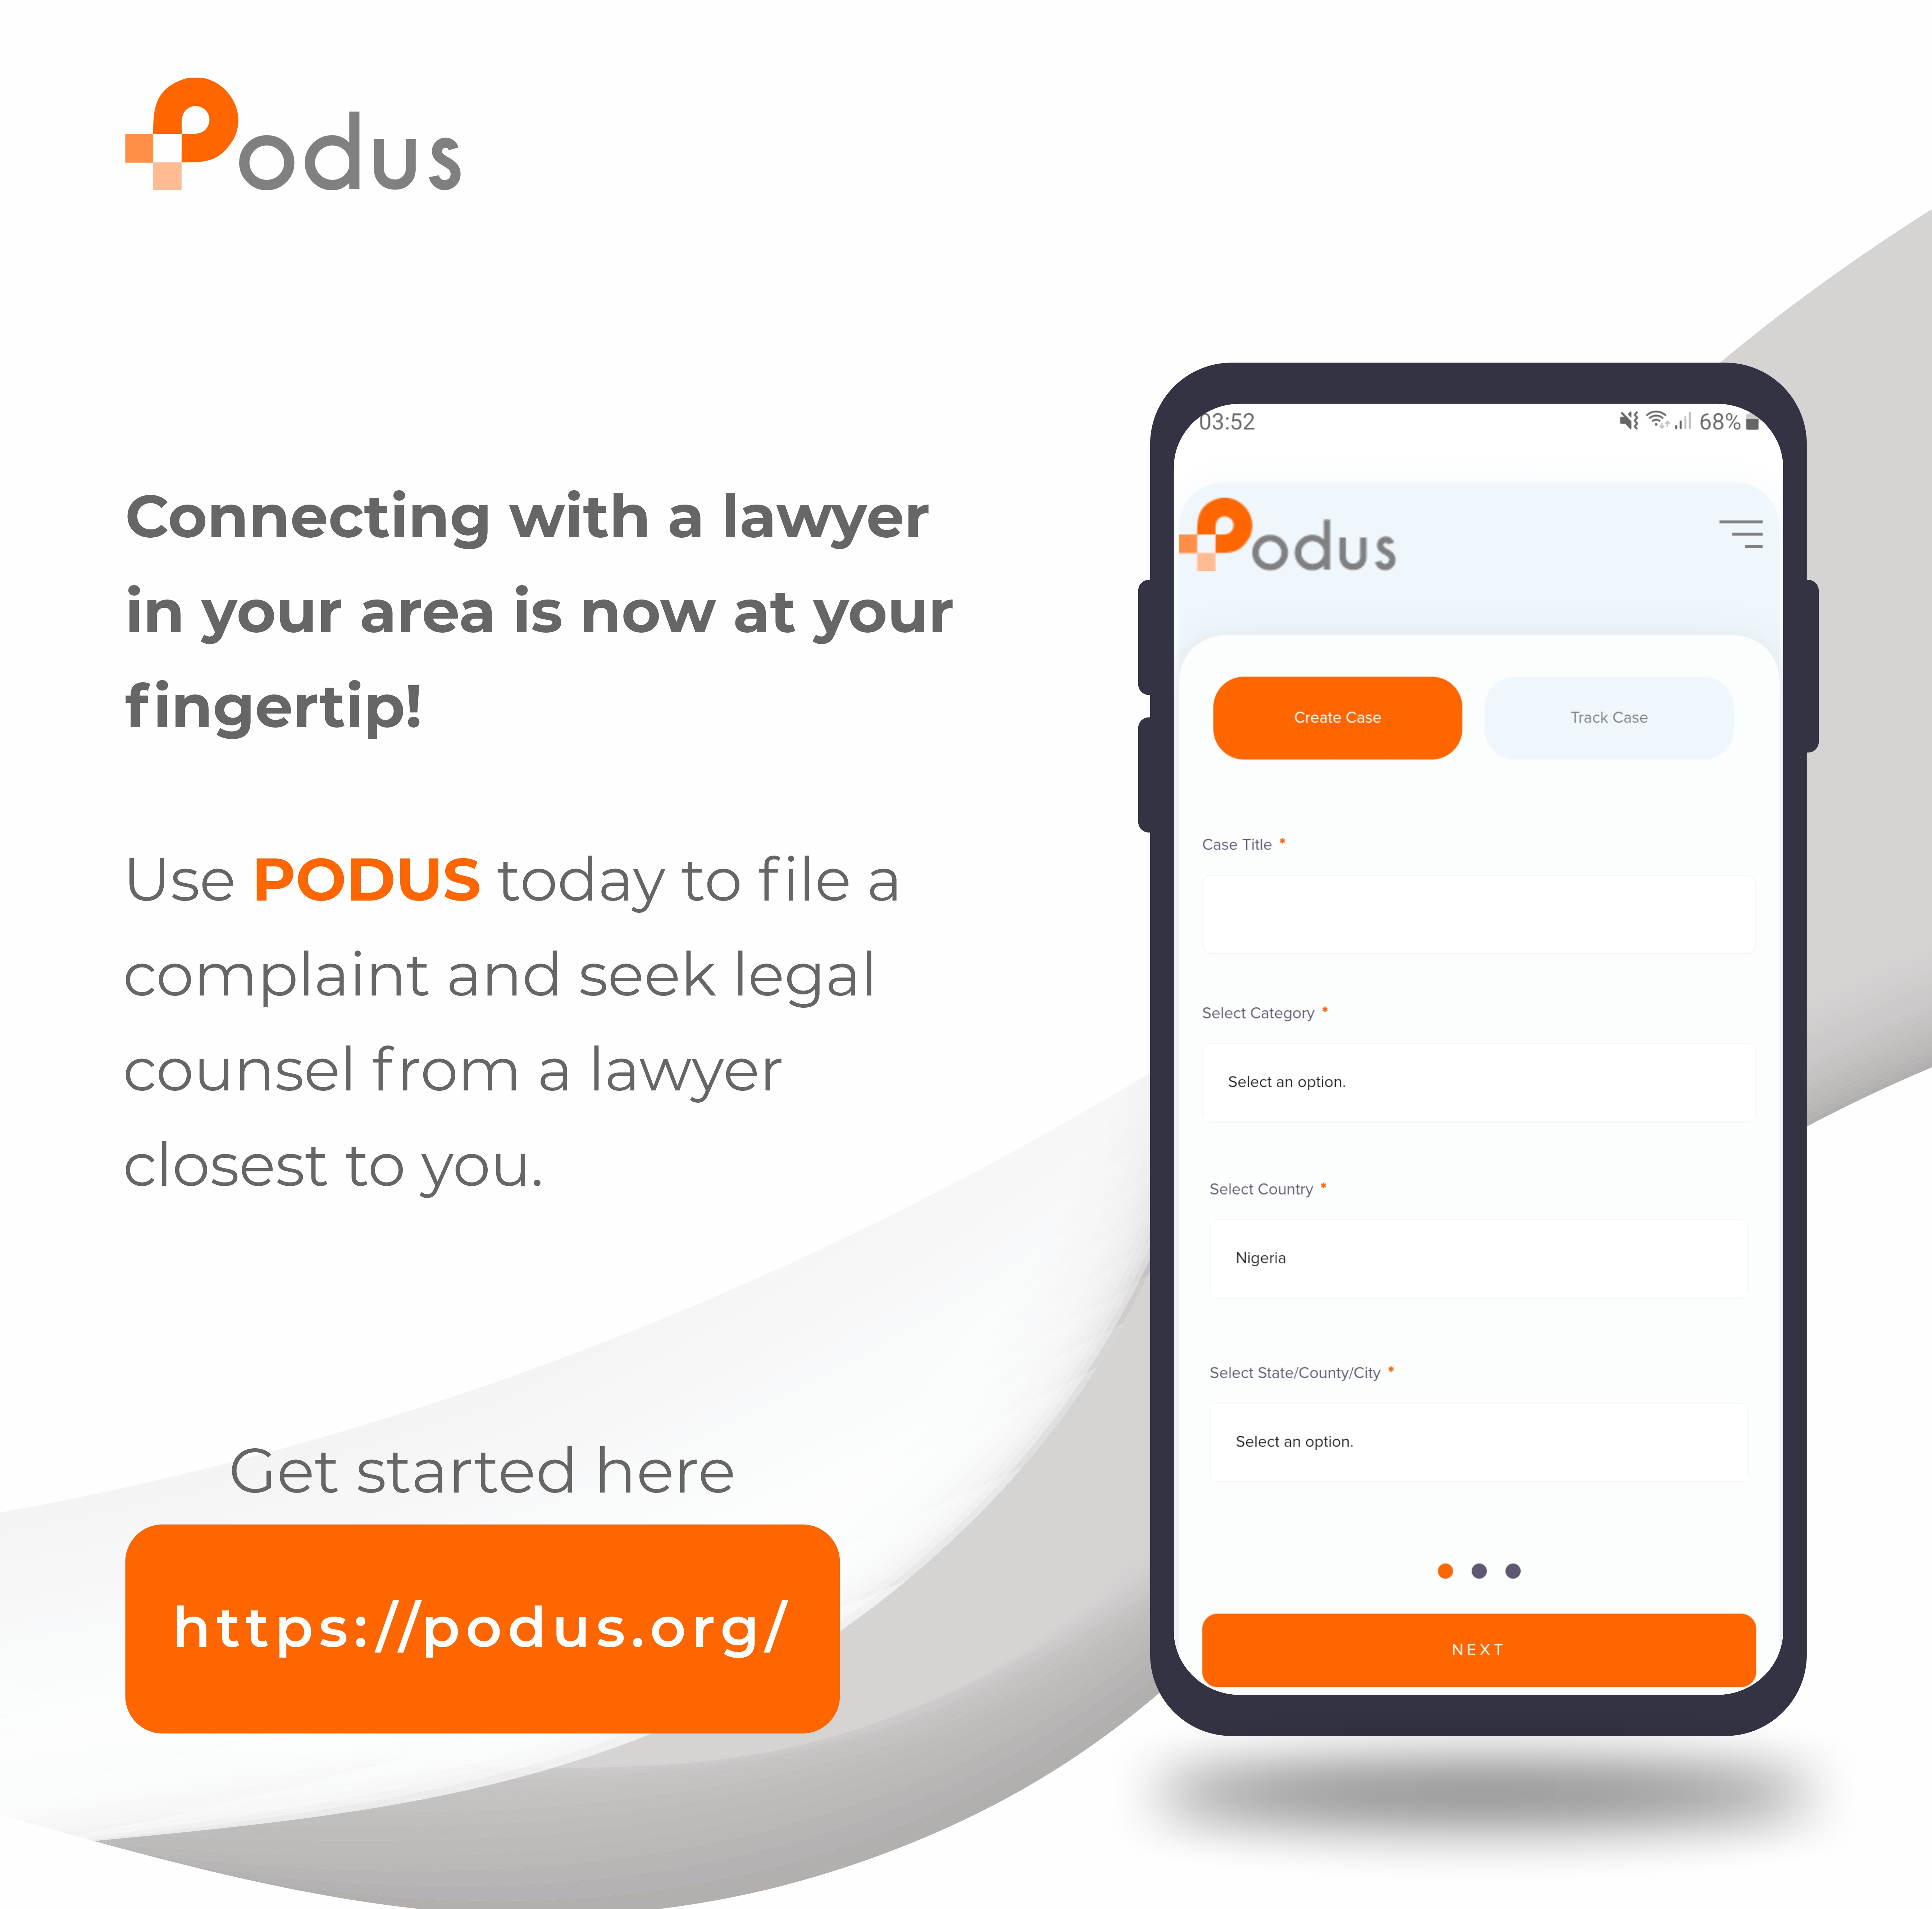 Podus
Connecting with a lawyer
in your area is now at your
fingertip!
Use PODUS today to file a
complaint and seek legal
counsel from a lawyer
closest to you.
Get started here
https://podus.org/
03:52 68%
Podus
Create Case Track Case
Case Title *
Select Category *
Select an option.
Select Country *
Nigeria
Select State/County/City *
Select an option.
NEXT